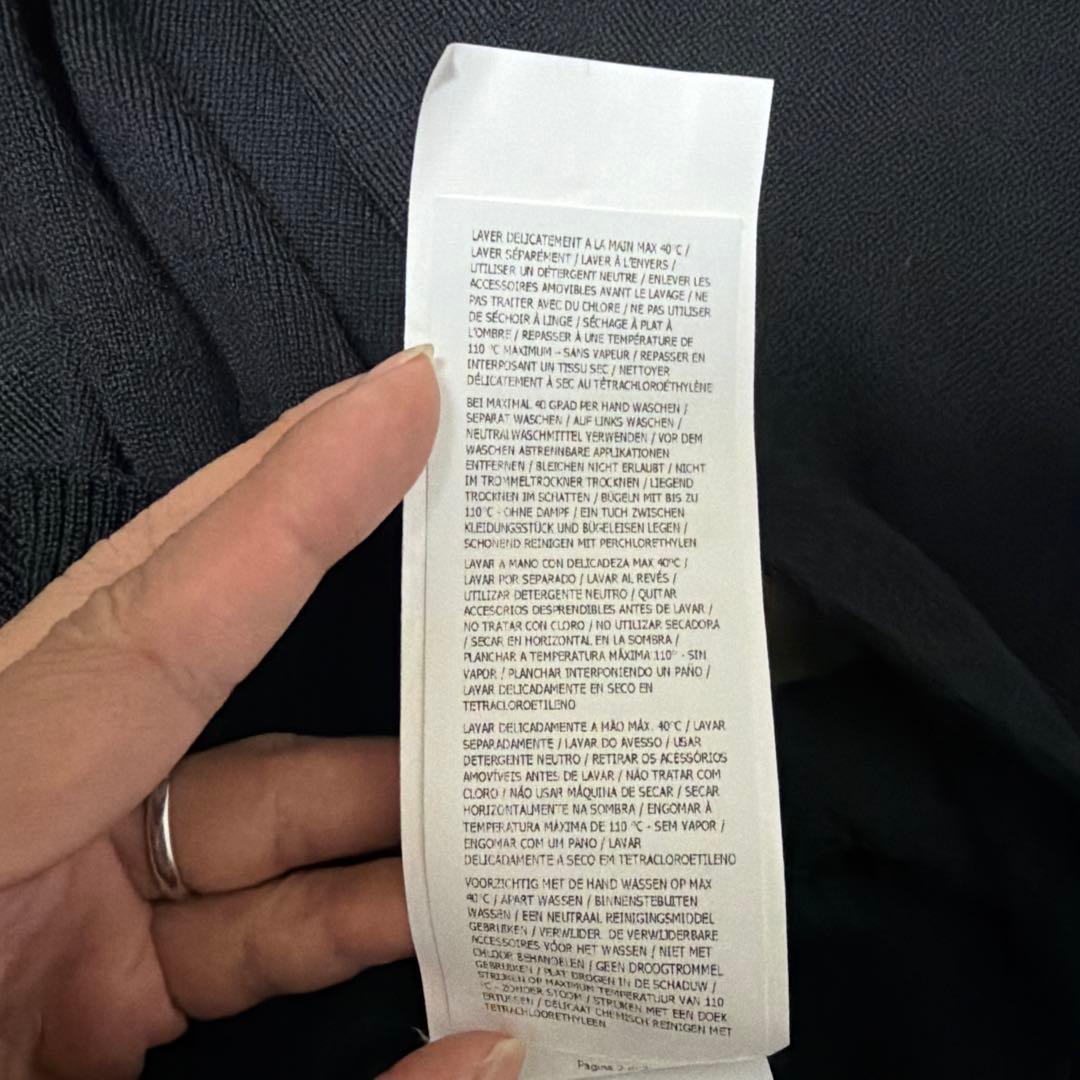 LAVER DELICATEMENT A LA MAIN MAX 40°C /
LAVER SÉPARÉMENT / LAVER À L'ENVERS /
UTILISER UN DÉTERGENT NEUTRE / ENLEVER LES
ACCESSOIRES AMOVIBLES AVANT LE LAVAGE / NE
PAS TRAITER AVEC DU CHLORE / NE PAS UTILISER
DE SÉCHOIR À LINGE / SÉCHAGE À PLAT À
L'OMBRE / REPASSER À UNE TEMPÉRATURE DE
110 °C MAXIMUM - SANS VAPEUR / REPASSER EN
INTERPOSANT UN TISSU SEC / NETTOYER
DÉLICATEMENT À SEC AU TÉTRACHLOROÉTHYLÈNE
BEI MAXIMAL 40 GRAD PER HAND WASCHEN /
SEPARAT WASCHEN / AUF LINKS WASCHEN /
NEUTRALWASCHMITTEL VERWENDEN / VOR DEM
WASCHEN ABTRENNBARE APPLIKATIONEN
ENTFERNEN / BLEICHEN NICHT ERLAUBT / NICHT
IM TROMMELTROCKNER TROCKNEN / LIEGEND
TROCKNEN IM SCHATTEN / BÜGELN MIT BIS ZU
110°C - OHNE DAMPF / EIN TUCH ZWISCHEN
KLEIDUNGSSTÜCK UND BÜGELEISEN LEGEN /
SCHONEND REINIGEN MIT PERCHLORETHYLEN
LAVAR A MANO CON DELICADEZA MAX 40°C /
LAVAR POR SEPARADO / LAVAR AL REVÉS /
UTILIZAR DETERGENTE NEUTRO / QUITAR
ACCESORIOS DESPRENDIBLES ANTES DE LAVAR /
NO TRATAR CON CLORO / NO UTILIZAR SECADORA
/ SECAR EN HORIZONTAL EN LA SOMBRA /
PLANCHAR A TEMPERATURA MÁXIMA 110° - SIN
VAPOR / PLANCHAR INTERPONIENDO UN PAÑO /
LAVAR DELICADAMENTE EN SECO EN
TETRACLOROETILENO
LAVAR DELICADAMENTE A MÃO MÁX. 40°C / LAVAR
SEPARADAMENTE / LAVAR DO AVESSO / USAR
DETERGENTE NEUTRO / RETIRAR OS ACESSÓRIOS
AMOVÍVEIS ANTES DE LAVAR / NÃO TRATAR COM
CLORO / NÃO USAR MÁQUINA DE SECAR / SECAR
HORIZONTALMENTE NA SOMBRA / ENGOMAR À
TEMPERATURA MÁXIMA DE 110 °C - SEM VAPOR /
ENGOMAR COM UM PANO / LAVAR
DELICADAMENTE A SECO EM TETRACLOROETILENO
VOORZICHTIG MET DE HAND WASSEN OP MAX
40°C / APART WASSEN / BINNENSTEBUITEN
WASSEN / EEN NEUTRAAL REINIGINGSMIDDEL
GEBRUIKEN / VERWIJDER DE VERWIJDERBARE
ACCESSOIRES VÓOR HET WASSEN / NIET MET
CHLOOR BEHANDELEN / GEEN DROOGTROMMEL
GEBRUIKEN / PLAT DROGEN IN DE SCHADUW /
STRIJKEN OP MAXIMUM TEMPERATUUR VAN 110
°C - ZONDER STOOM / STRIJKEN MET EEN DOEK
ERTUSSEN / DELICAAT CHEMISCH REINIGEN MET
TETRACHLOORETHYLEEN
Pagina 2